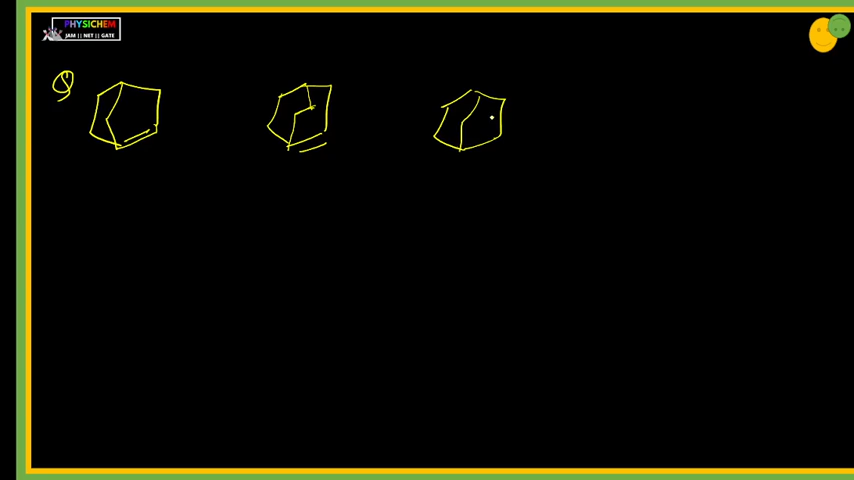 PHYSICHEM
JAM || NET || GATE
Q